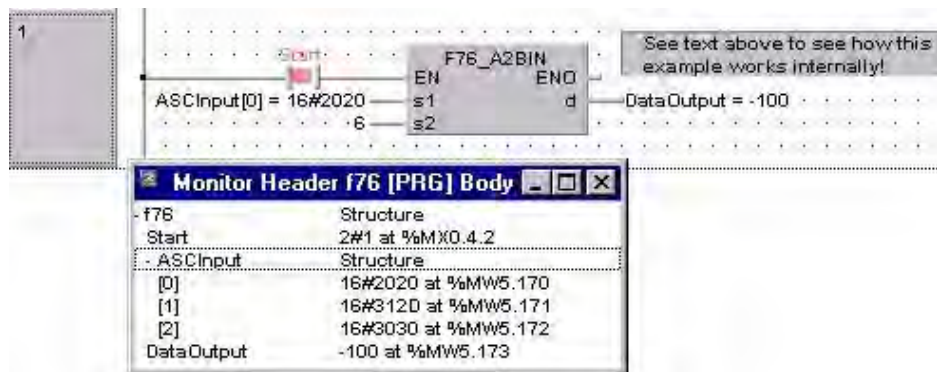 1
Start
F76_A2BIN
See text above to see how this
example works internally!
EN ENO
ASCInput[0] = 16#2020 s1 d DataOutput = -100
6 s2
Monitor Header f76 [PRG] Body
- f76 Structure
Start 2#1 at %MX0.4.2
- ASCInput Structure
[0] 16#2020 at %MW5.170
[1] 16#312D at %MW5.171
[2] 16#3030 at %MW5.172
DataOutput -100 at %MW5.173